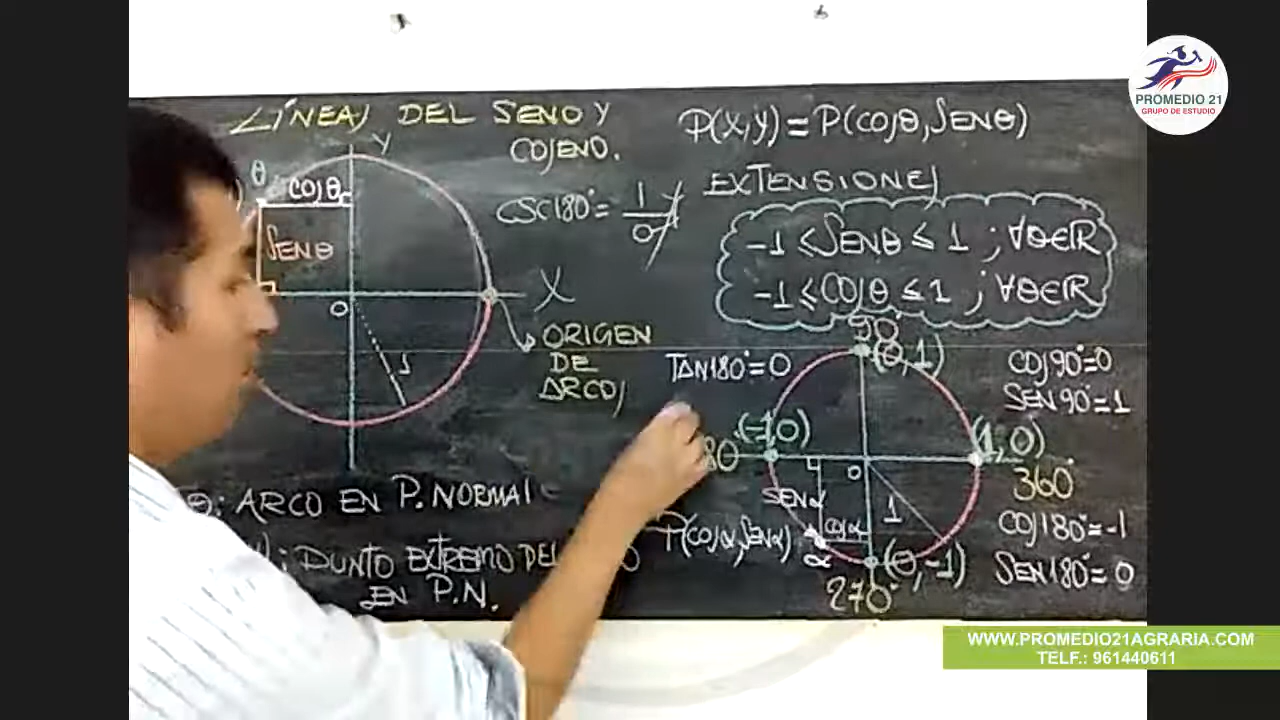 LÍNEAS DEL SENO Y
COSENO.
Y
θ
COSθ
SENθ
O
1
X
ORIGEN
DE
ARCOS
CSC180°= 1/0
θ: ARCO EN P. NORMAL
: PUNTO EXTREMO DEL
EN P.N.
P(X,Y) = P(COSθ, SENθ)
EXTENSIONES
-1 ≤ SENθ ≤ 1 ; ∀θ∈ℝ
-1 ≤ COSθ ≤ 1 ; ∀θ∈ℝ
90°
TAN180°=0
(0,1)
COS90°=0
SEN90°=1
(-1,0)
(1,0)
80
O
360°
SENα
COSα
1
COS180°=-1
P(COSα, SENα)
α
(0,-1)
SEN180°=0
270°
PROMEDIO 21
GRUPO DE ESTUDIO
WWW.PROMEDIO21AGRARIA.COM
TELF.: 961440611